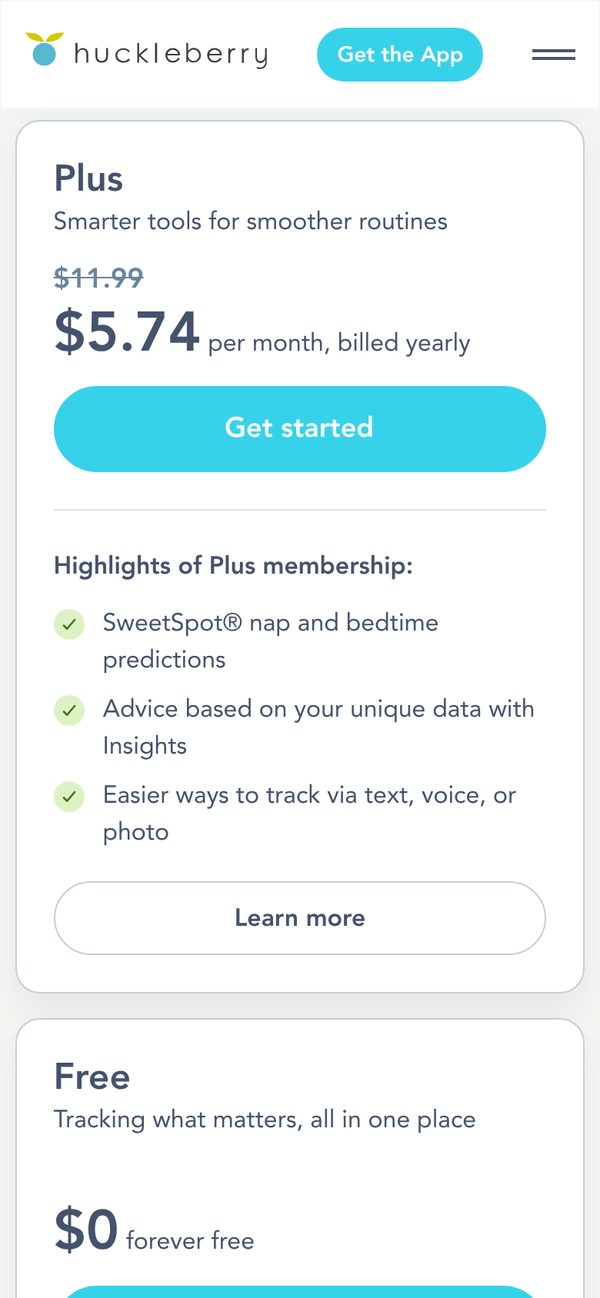 huckleberry
Get the App
Plus
Smarter tools for smoother routines
$11.99
$5.74 per month, billed yearly
Get started
Highlights of Plus membership:
SweetSpot® nap and bedtime
predictions
Advice based on your unique data with
Insights
Easier ways to track via text, voice, or
photo
Learn more
Free
Tracking what matters, all in one place
$0 forever free